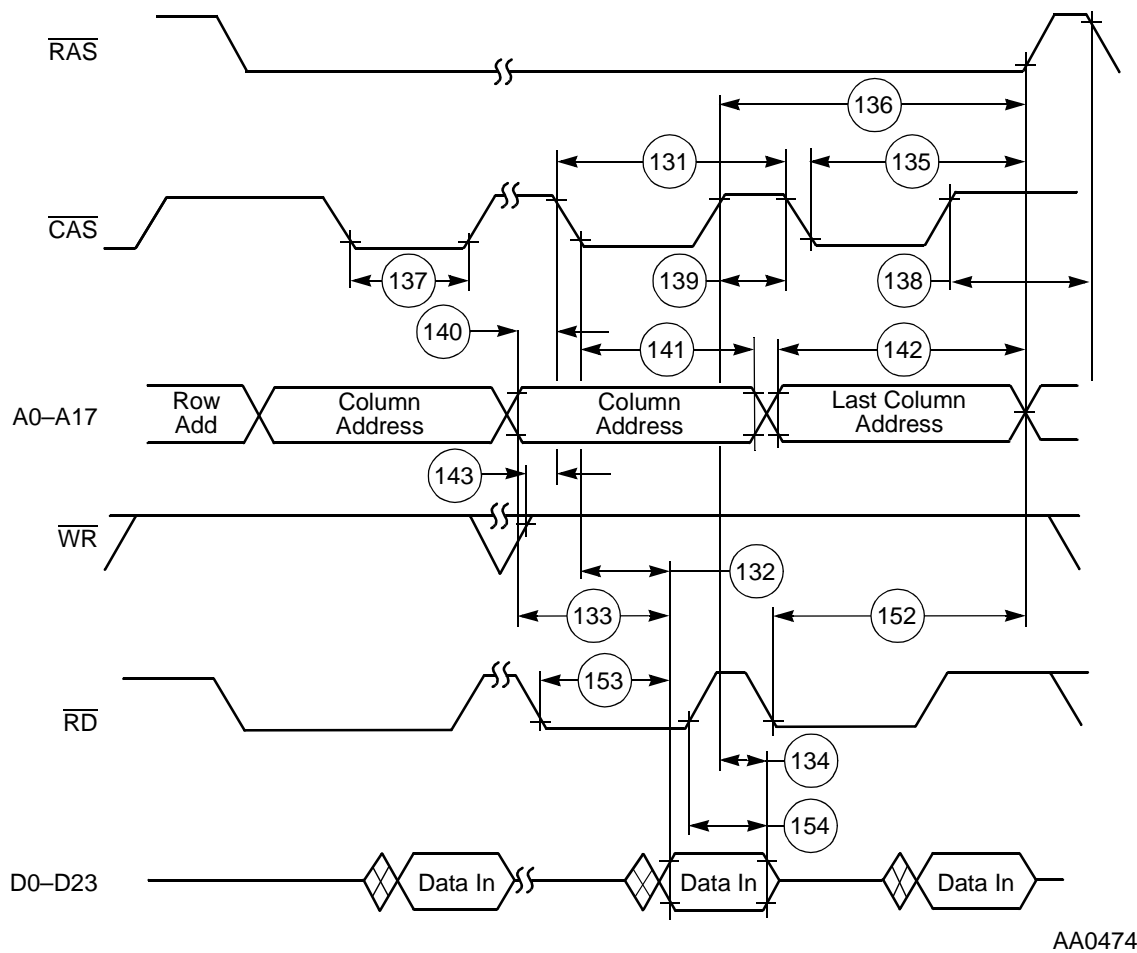 RAS
136
131
135
CAS
137
139
138
140
141
142
A0–A17
Row
Add
Column
Address
Column
Address
Last Column
Address
143
WR
132
133
152
153
RD
134
154
D0–D23
Data In
Data In
Data In
AA0474